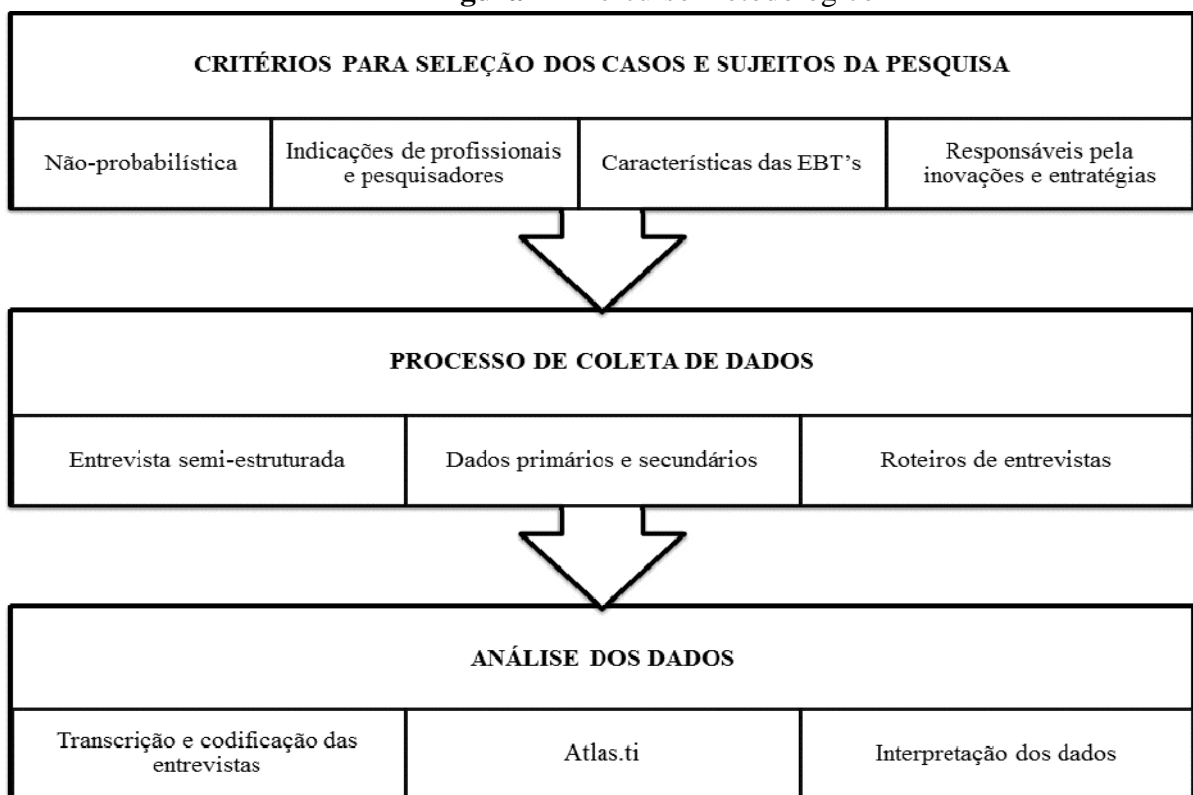 CRITÉRIOS PARA SELEÇÃO DOS CASOS E SUJEITOS DA PESQUISA
Não-probabilística
Indicações de profissionais
e pesquisadores
Características das EBT's
Responsáveis pela
inovações e entratégias
PROCESSO DE COLETA DE DADOS
Entrevista semi-estruturada
Dados primários e secundários
Roteiros de entrevistas
ANÁLISE DOS DADOS
Transcrição e codificação das
entrevistas
Atlas.ti
Interpretação dos dados